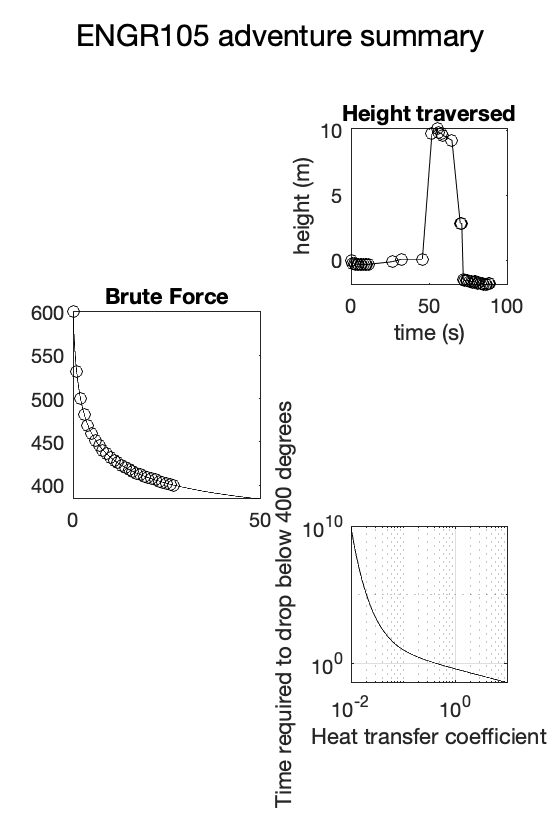 ENGR105 adventure summary
Height traversed
10
5
0
height (m)
0 50 100
time (s)
Brute Force
600
550
500
450
400
0 50
Time required to drop below 400 degrees
10^10
10^0
10^-2 10^0
Heat transfer coefficient